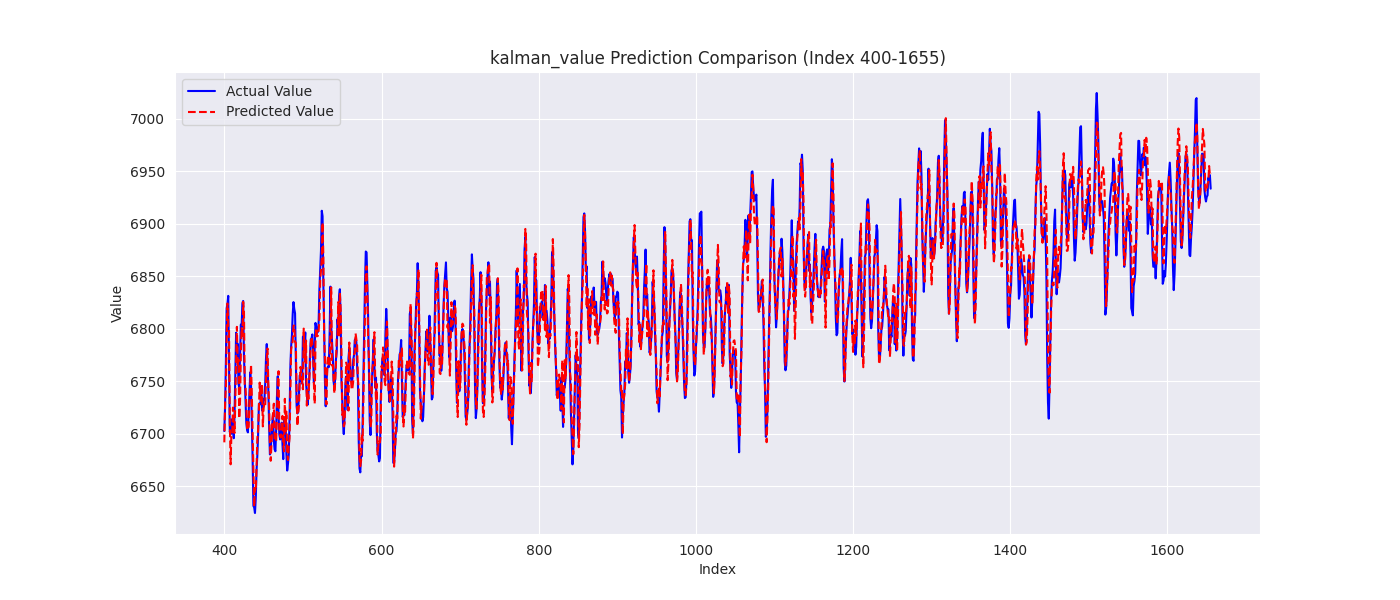 kalman_value Prediction Comparison (Index 400-1655)
Actual Value
Predicted Value
7000
6950
6900
6850
6800
6750
6700
6650
Value
400 600 800 1000 1200 1400 1600
Index